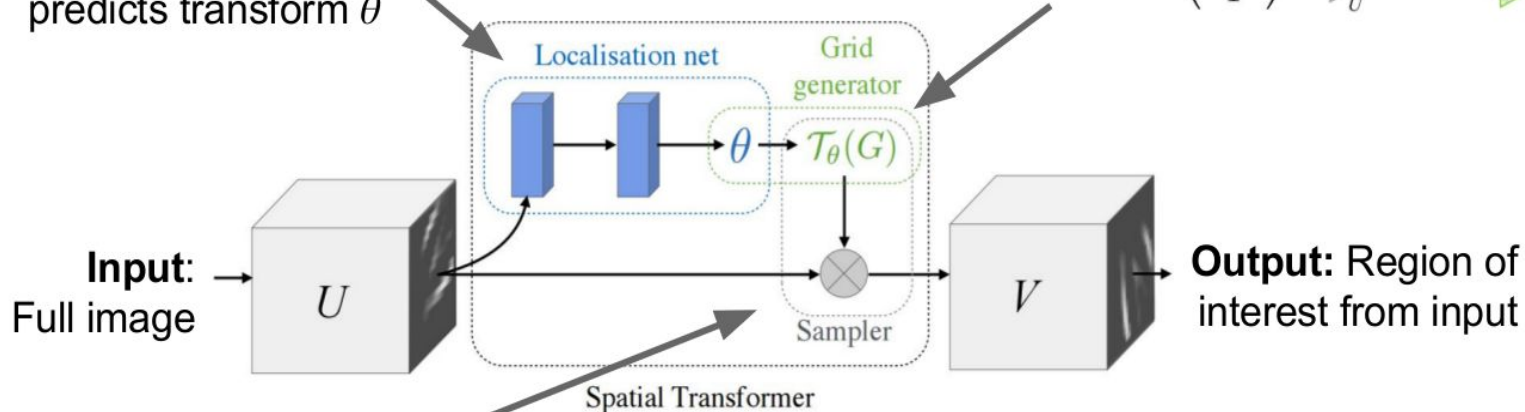 predicts transform θ
Localisation net
Grid
generator
θ
𝒯θ(G)
Input:
Full image
U
V
Output: Region of
interest from input
Sampler
Spatial Transformer